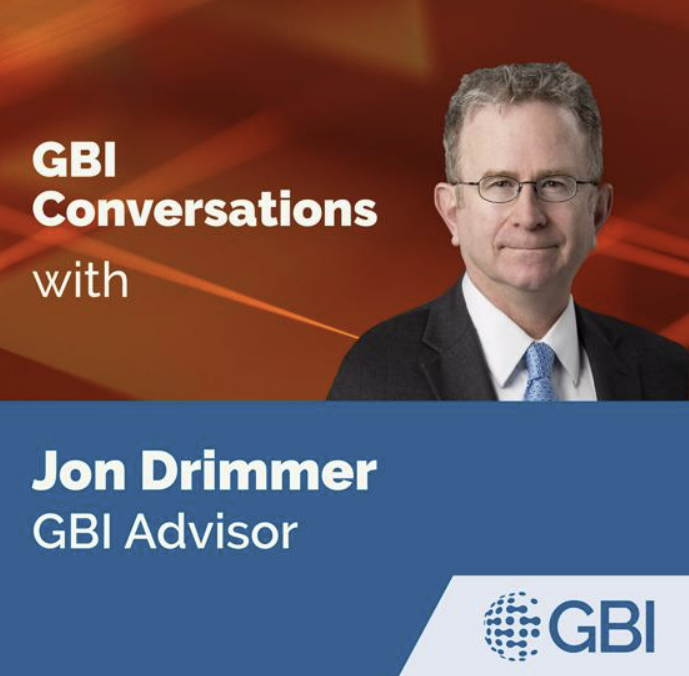 GBI
Conversations
with
Jon Drimmer
GBI Advisor
GBI